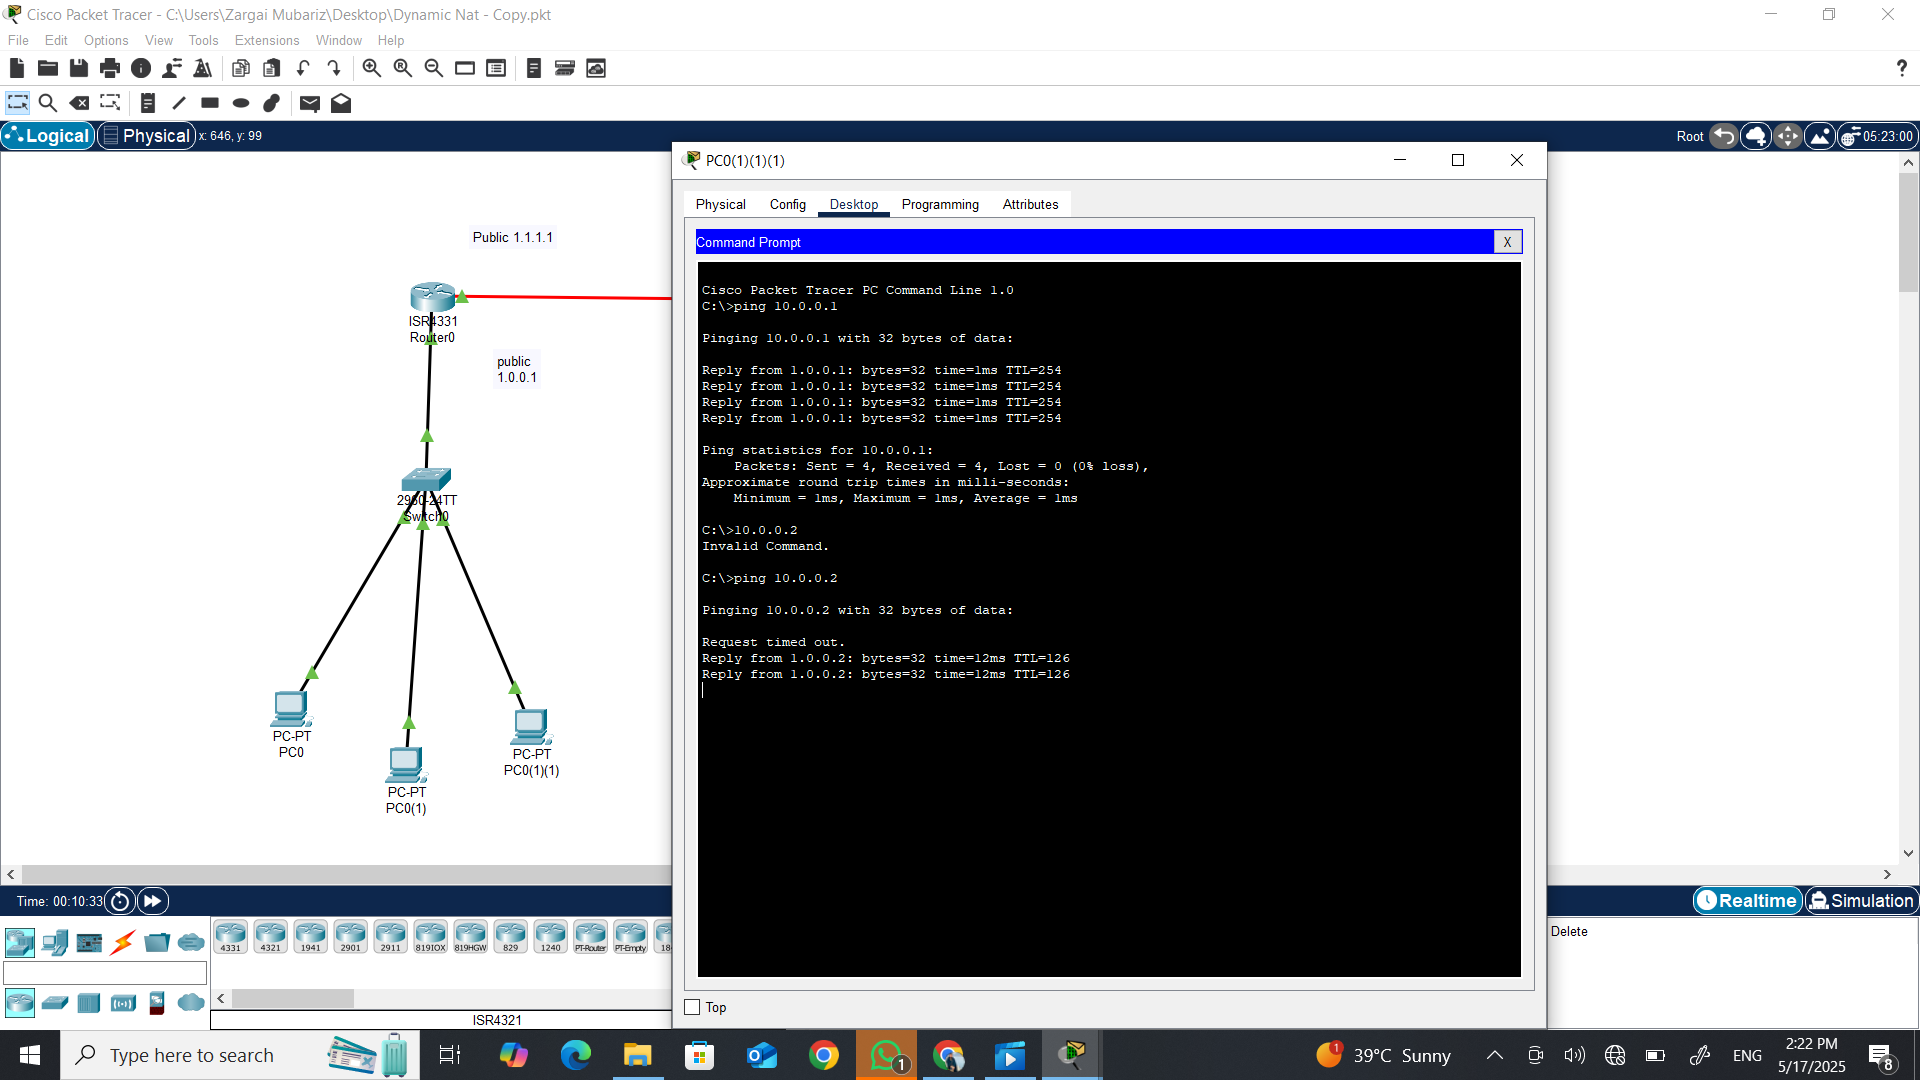 Cisco Packet Tracer - C:\Users\Zargai Mubariz\Desktop\Dynamic Nat - Copy.pkt
File Edit Options View Tools Extensions Window Help
?
Logical Physical x: 646, y: 99 Root 05:23:00
PC0(1)(1)(1)
Physical Config Desktop Programming Attributes
Command Prompt X
Public 1.1.1.1
ISR4331
Router0
public
1.0.0.1
2960-24TT
Switch0
PC-PT
PC0
PC-PT
PC0(1)
PC-PT
PC0(1)(1)
Cisco Packet Tracer PC Command Line 1.0
C:\>ping 10.0.0.1
Pinging 10.0.0.1 with 32 bytes of data:
Reply from 1.0.0.1: bytes=32 time=1ms TTL=254
Reply from 1.0.0.1: bytes=32 time=1ms TTL=254
Reply from 1.0.0.1: bytes=32 time=1ms TTL=254
Reply from 1.0.0.1: bytes=32 time=1ms TTL=254
Ping statistics for 10.0.0.1:
Packets: Sent = 4, Received = 4, Lost = 0 (0% loss),
Approximate round trip times in milli-seconds:
Minimum = 1ms, Maximum = 1ms, Average = 1ms
C:\>10.0.0.2
Invalid Command.
C:\>ping 10.0.0.2
Pinging 10.0.0.2 with 32 bytes of data:
Request timed out.
Reply from 1.0.0.2: bytes=32 time=12ms TTL=126
Reply from 1.0.0.2: bytes=32 time=12ms TTL=126
Top
Time: 00:10:33 Realtime Simulation
4331 4321 1941 2901 2911 819IOX 819HGW 829 1240 PT-Router PT-Empty 18
Delete
ISR4321
Type here to search 1 1 39°C Sunny ENG 2:22 PM
5/17/2025 8